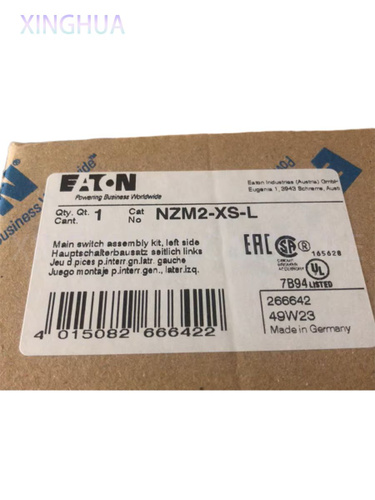 XINGHUA
EATON
Powering Business Worldwide
Eaton Industries (Austria) GmbH
Eugenia 1, 3943 Schrems,
Qty. Qt. 1
Cant.
Cat
No
NZM2-XS-L
Main switch assembly kit, left side
Hauptschalterbausatz seitlich links
Jeu d pices p.interr gn.latr. gauche
Juego montaje p.interr.gen., later.izq.
EAC
SA
165628
UL
7B94 LISTED
266642
49W23
Made in Germany
4 015082 666422